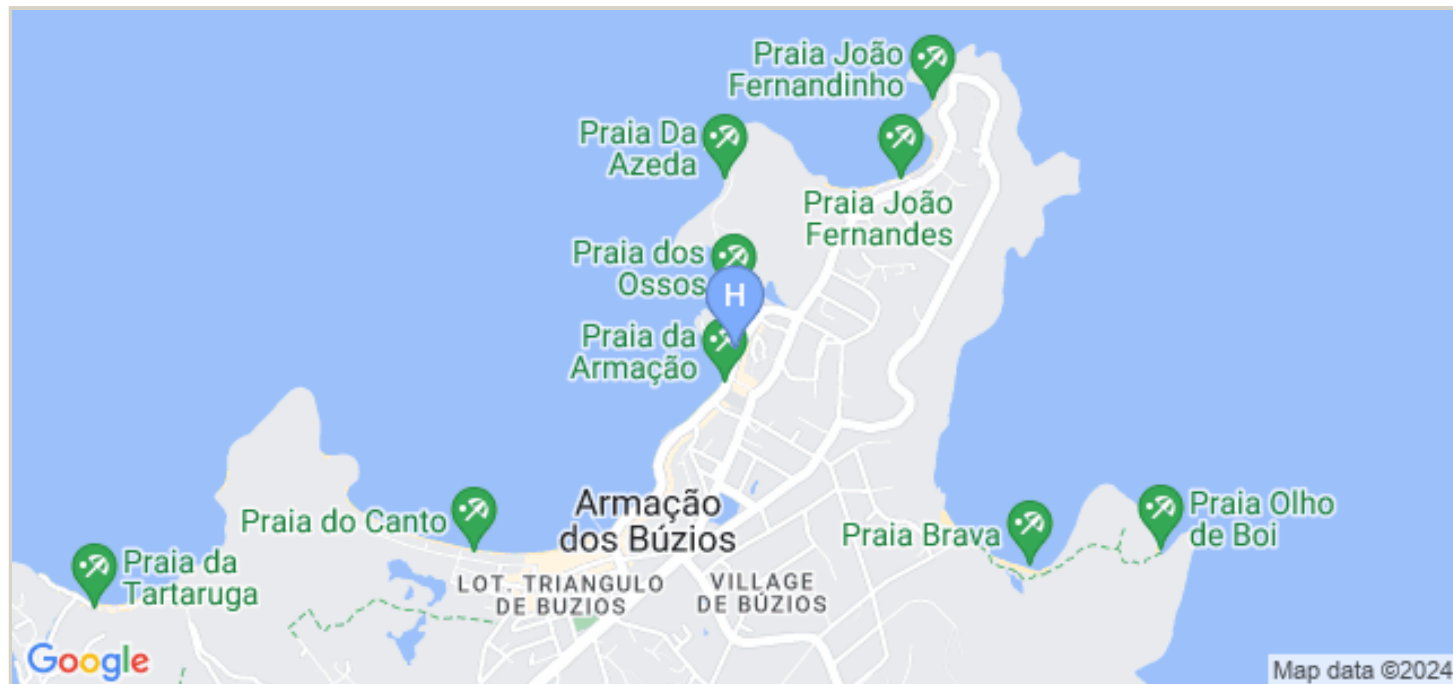 Praia João
Fernandinho
Praia Da
Azeda
Praia João
Fernandes
Praia dos
Ossos
H
Praia da
Armação
Armação
dos Búzios
Praia do Canto
Praia Brava
Praia Olho
de Boi
Praia da
Tartaruga
LOT. TRIANGULO
DE BUZIOS
VILLAGE
DE BÚZIOS
Google
Map data ©2024